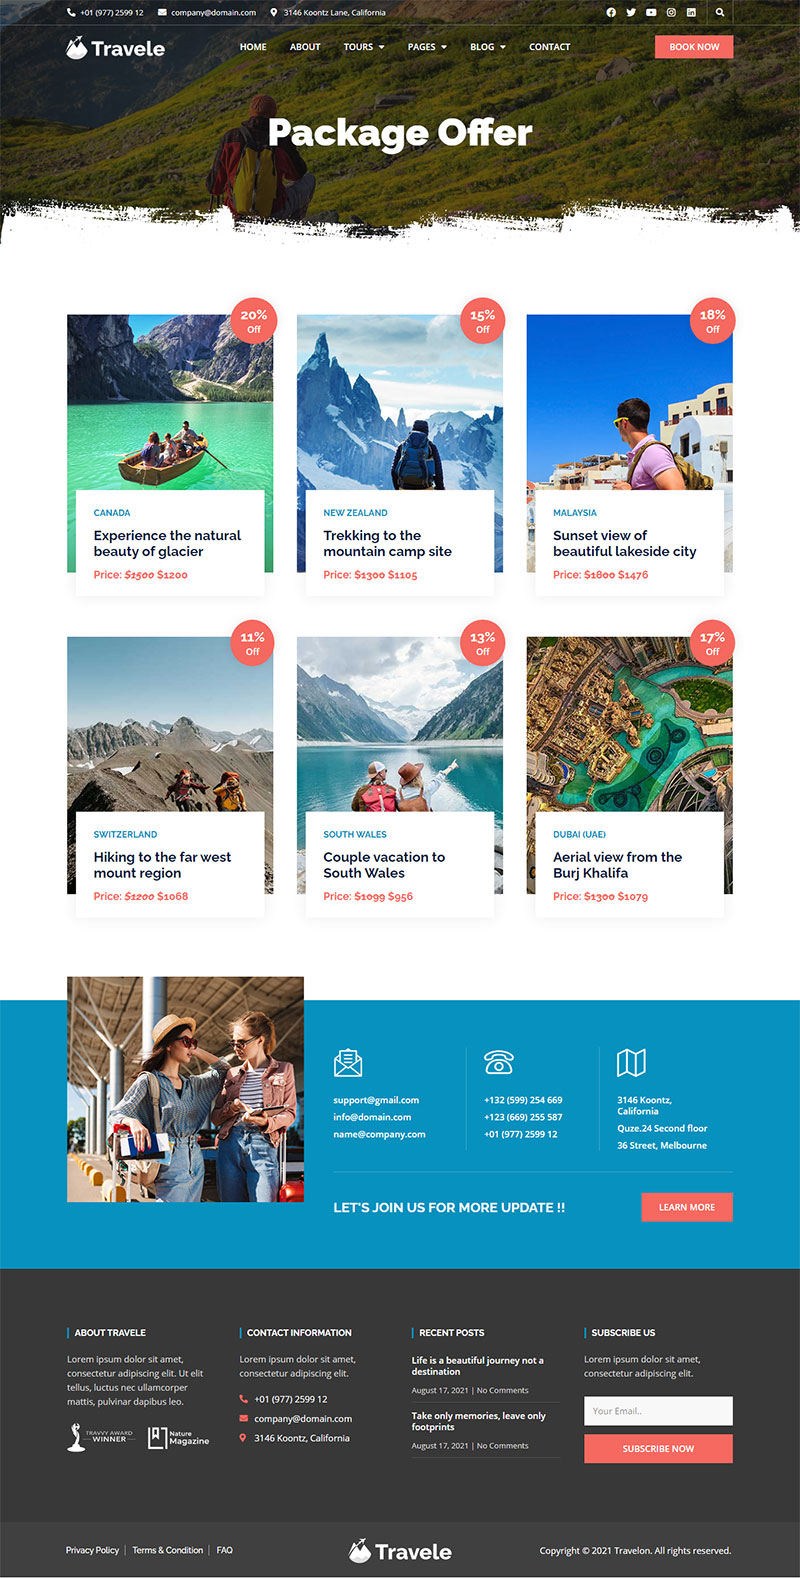 +01 (977) 2599 12 company@domain.com 3146 Koontz Lane, California
Travele HOME ABOUT TOURS PAGES BLOG CONTACT BOOK NOW
Package Offer
20%
Off
CANADA
Experience the natural
beauty of glacier
Price: $1500 $1200
15%
Off
NEW ZEALAND
Trekking to the
mountain camp site
Price: $1300 $1105
18%
Off
MALAYSIA
Sunset view of
beautiful lakeside city
Price: $1800 $1476
11%
Off
SWITZERLAND
Hiking to the far west
mount region
Price: $1200 $1068
13%
Off
SOUTH WALES
Couple vacation to
South Wales
Price: $1099 $956
17%
Off
DUBAI (UAE)
Aerial view from the
Burj Khalifa
Price: $1300 $1079
support@gmail.com
info@domain.com
name@company.com
+132 (599) 254 669
+123 (669) 255 587
+01 (977) 2599 12
3146 Koontz,
California
Quze.24 Second floor
36 Street, Melbourne
LET'S JOIN US FOR MORE UPDATE !!
LEARN MORE
ABOUT TRAVELE
Lorem ipsum dolor sit amet,
consectetur adipiscing elit. Ut elit
tellus, luctus nec ullamcorper
mattis, pulvinar dapibus leo.
TRAVVY AWARD
WINNER
Nature
Magazine
CONTACT INFORMATION
Lorem ipsum dolor sit amet,
consectetur adipiscing elit.
+01 (977) 2599 12
company@domain.com
3146 Koontz, California
RECENT POSTS
Life is a beautiful journey not a
destination
August 17, 2021 | No Comments
Take only memories, leave only
footprints
August 17, 2021 | No Comments
SUBSCRIBE US
Lorem ipsum dolor sit amet,
consectetur adipiscing elit.
Your Email..
SUBSCRIBE NOW
Privacy Policy Terms & Condition FAQ
Travele
Copyright © 2021 Travelon. All rights reserved.